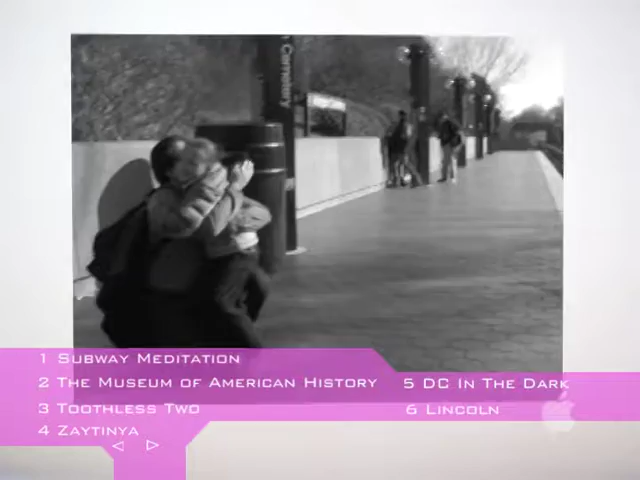 Cemetery
1 Subway Meditation
2 The Museum of American History
3 Toothless Two
4 Zaytinya
5 DC In The Dark
6 Lincoln